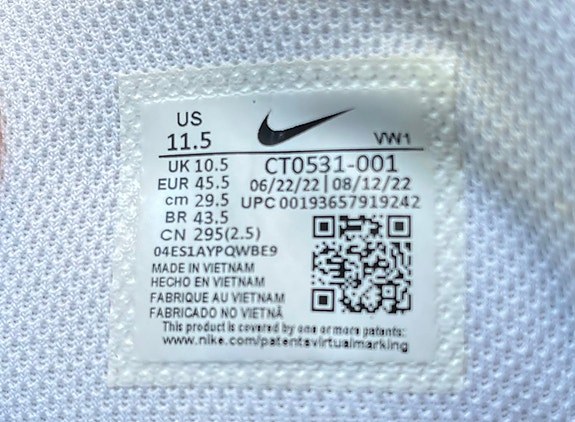 US
11.5
VW1
UK 10.5
CT0531-001
EUR 45.5
06/22/22 | 08/12/22
cm 29.5
UPC 00193657919242
BR 43.5
CN 295(2.5)
04ES1AYPQWBE9
MADE IN VIETNAM
HECHO EN VIETNAM
FABRIQUE AU VIETNAM
FABRICADO NO VIETNÃ
This product is covered by one or more patents:
www.nike.com/patentsvirtualmarking